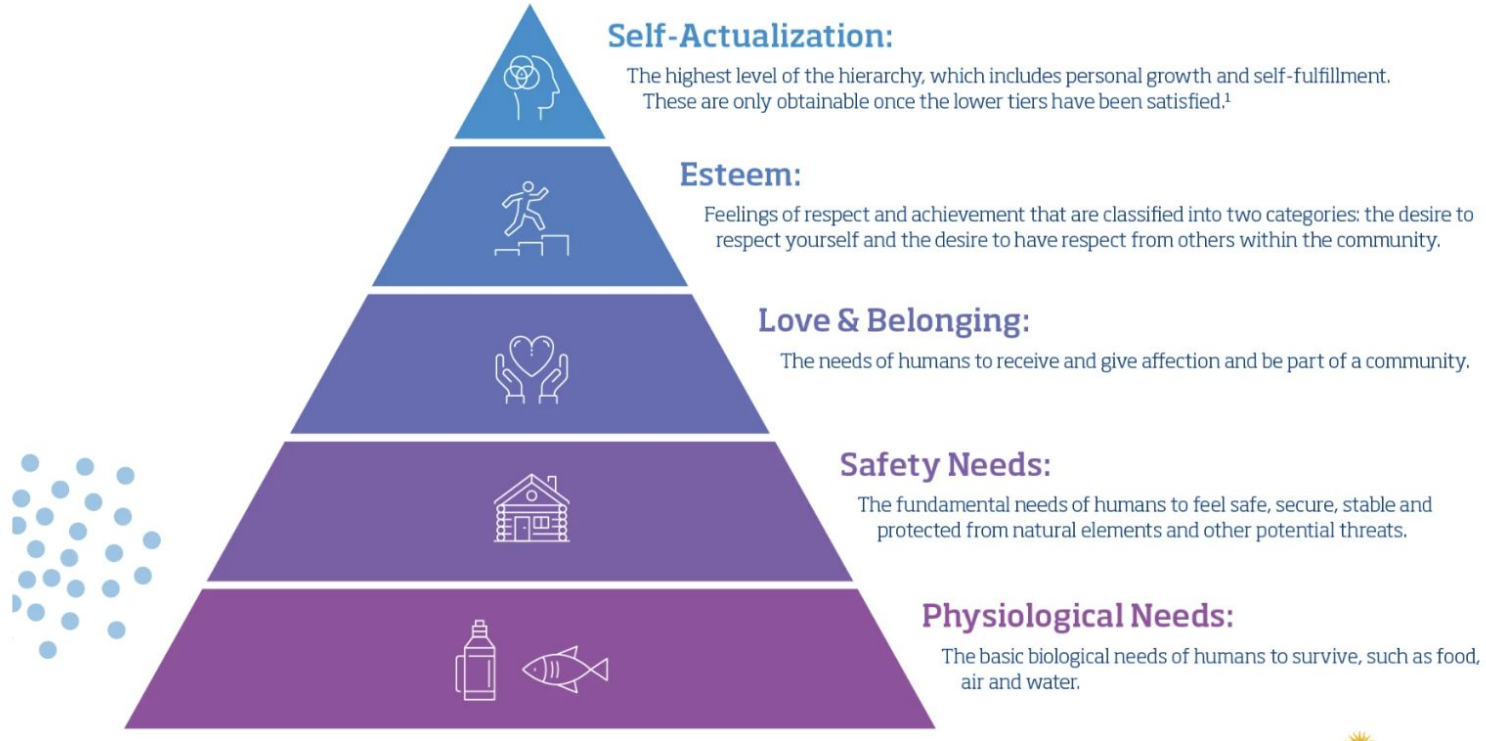 Self-Actualization:
The highest level of the hierarchy, which includes personal growth and self-fulfillment.
These are only obtainable once the lower tiers have been satisfied.¹
Esteem:
Feelings of respect and achievement that are classified into two categories: the desire to
respect yourself and the desire to have respect from others within the community.
Love & Belonging:
The needs of humans to receive and give affection and be part of a community.
Safety Needs:
The fundamental needs of humans to feel safe, secure, stable and
protected from natural elements and other potential threats.
Physiological Needs:
The basic biological needs of humans to survive, such as food,
air and water.